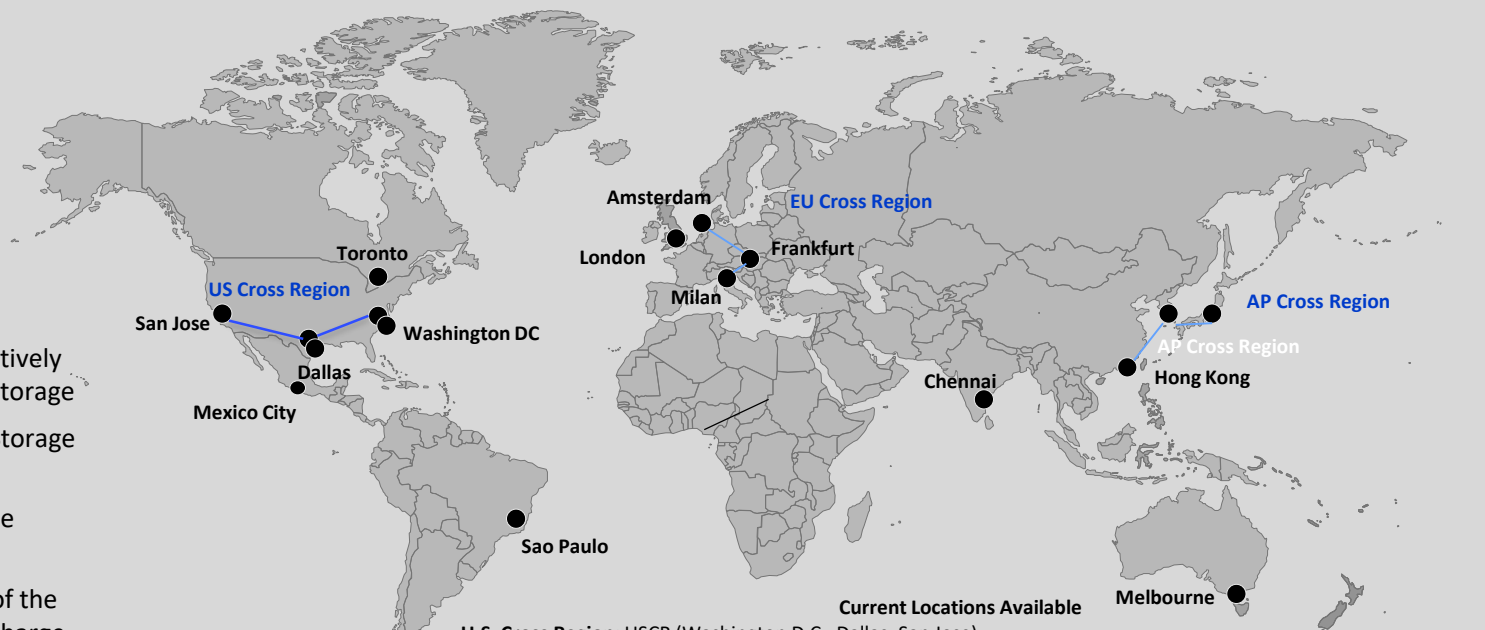 Amsterdam
EU Cross Region
Toronto
London
Frankfurt
US Cross Region
Milan
AP Cross Region
San Jose
Washington DC
AP Cross Region
tively
Dallas
Chennai
Hong Kong
torage
Mexico City
torage
e
Sao Paulo
of the
Current Locations Available
Melbourne